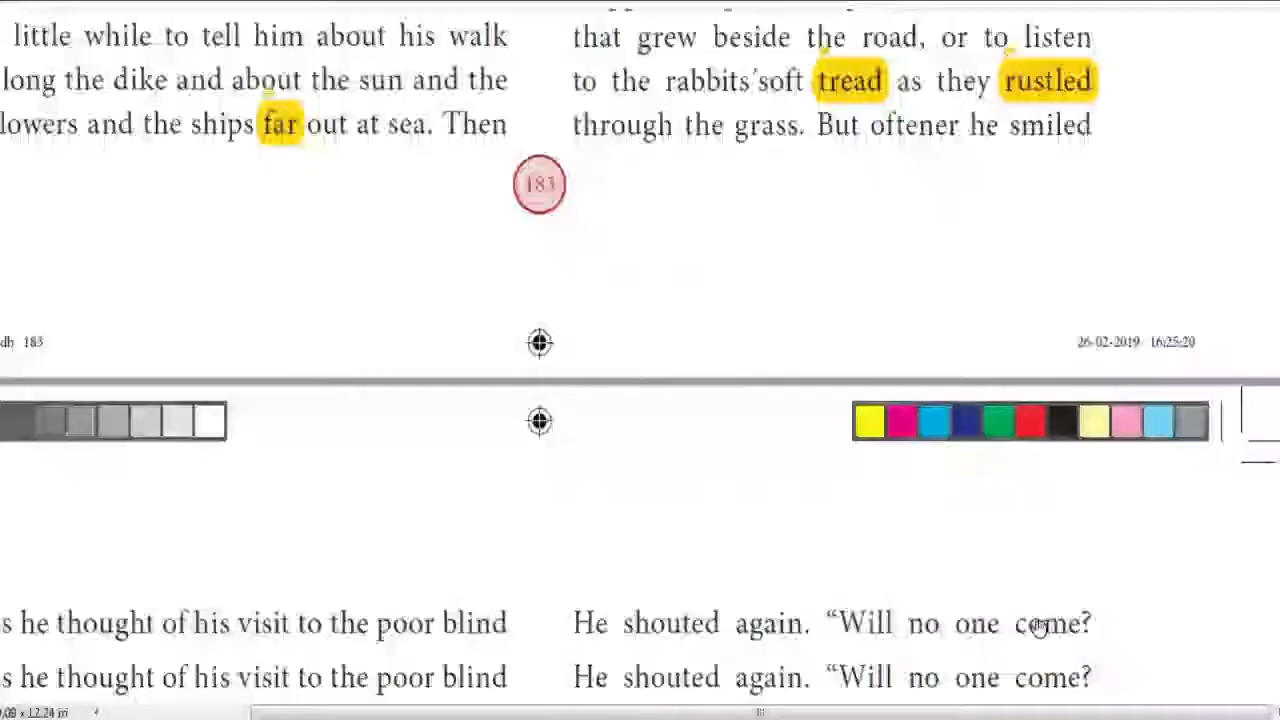 little while to tell him about his walk
long the dike and about the sun and the
lowers and the ships far out at sea. Then
that grew beside the road, or to listen
to the rabbits'soft tread as they rustled
through the grass. But oftener he smiled
183
183
26-02-2019 16:25:20
s he thought of his visit to the poor blind
s he thought of his visit to the poor blind
He shouted again. “Will no one come?
He shouted again. “Will no one come?
x 12.24 in